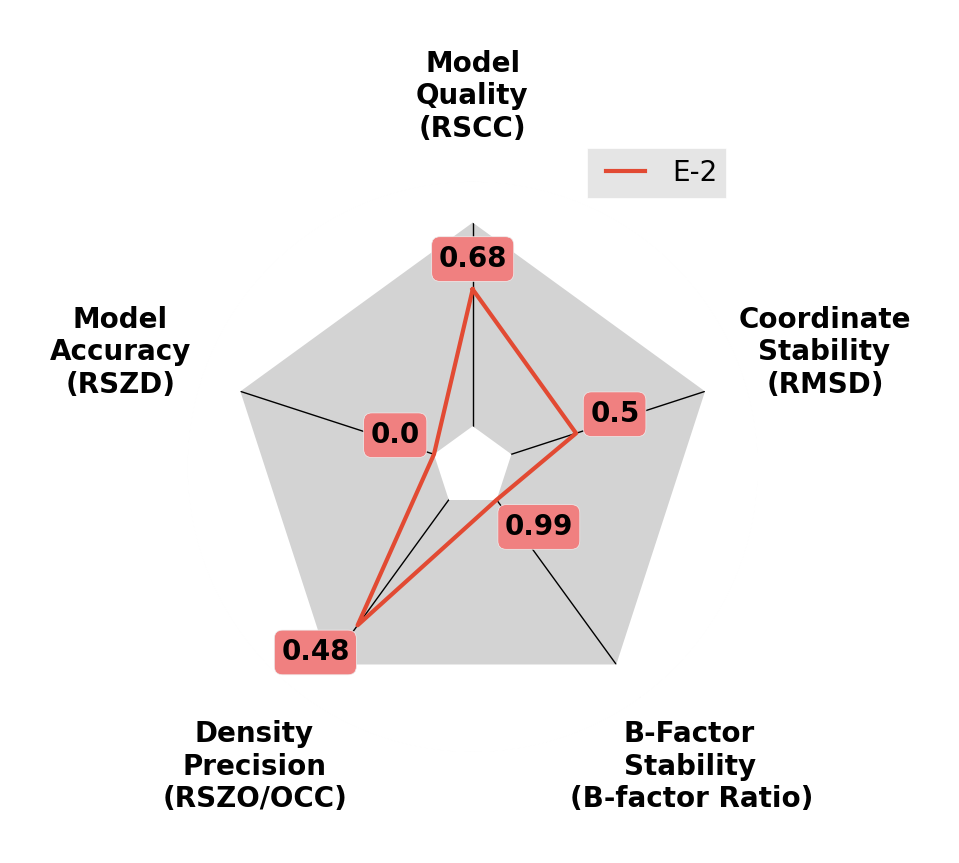 Model
Quality
(RSCC)
E-2
0.68
Model
Accuracy
(RSZD)
Coordinate
Stability
(RMSD)
0.0
0.5
0.99
0.48
Density
Precision
(RSZO/OCC)
B-Factor
Stability
(B-factor Ratio)